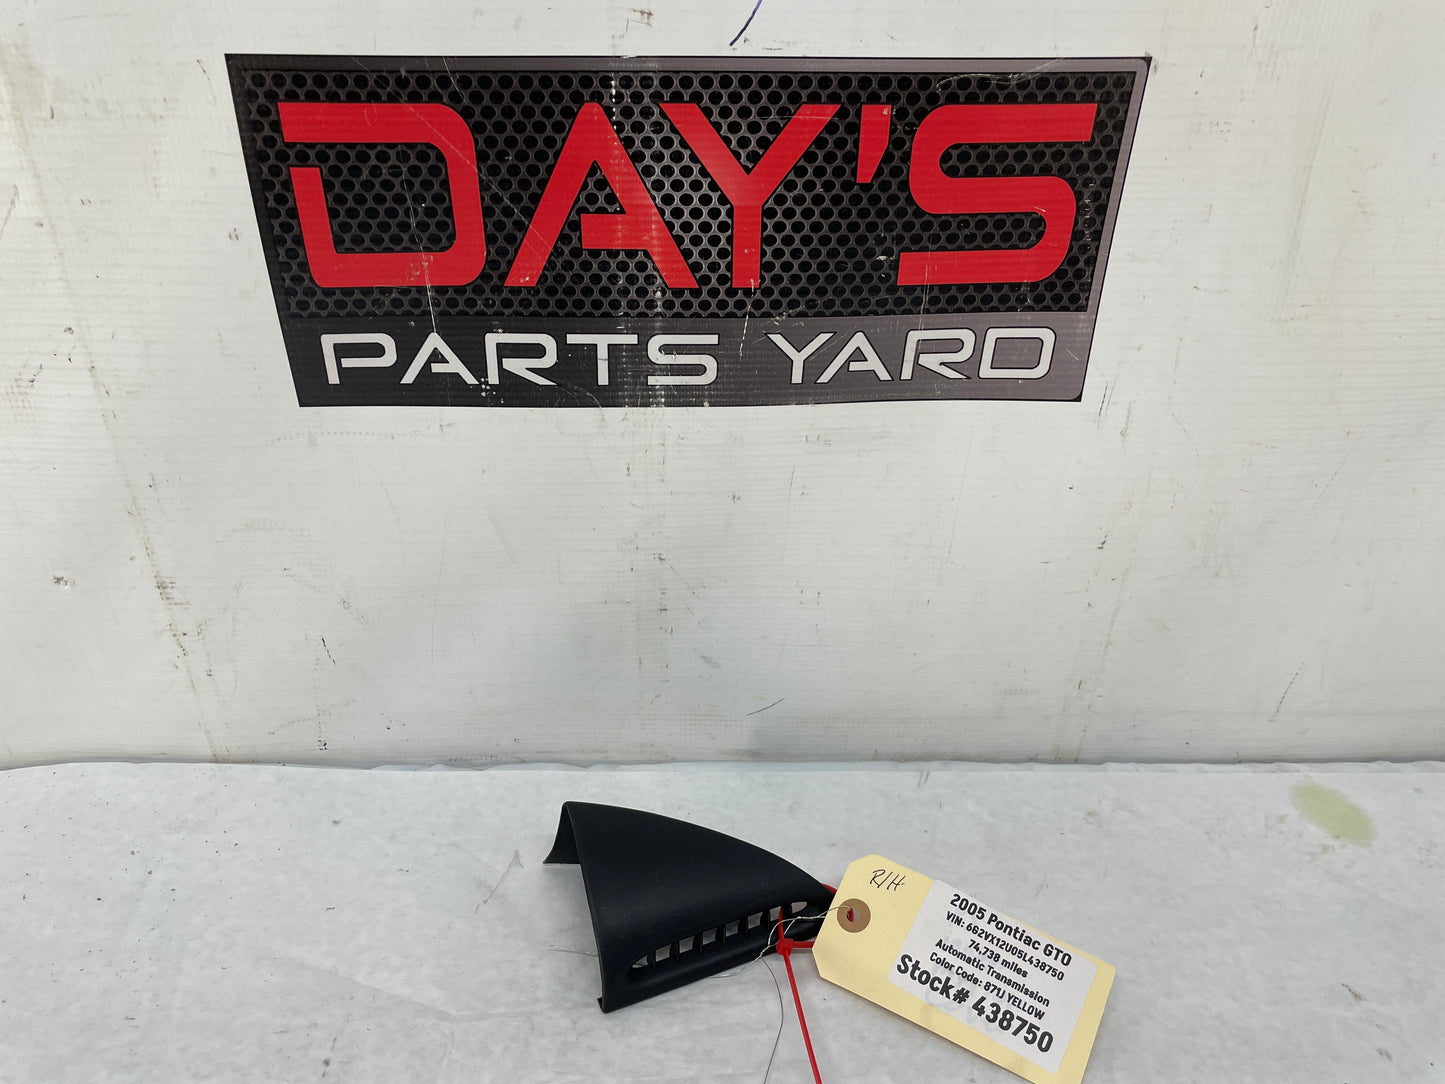 DAY'S
PARTS YARD
R/H
2005 Pontiac GTO
VIN: 6G2VX12U05L438750
74,738 miles
Automatic Transmission
Color Code: 871J YELLOW
Stock# 438750